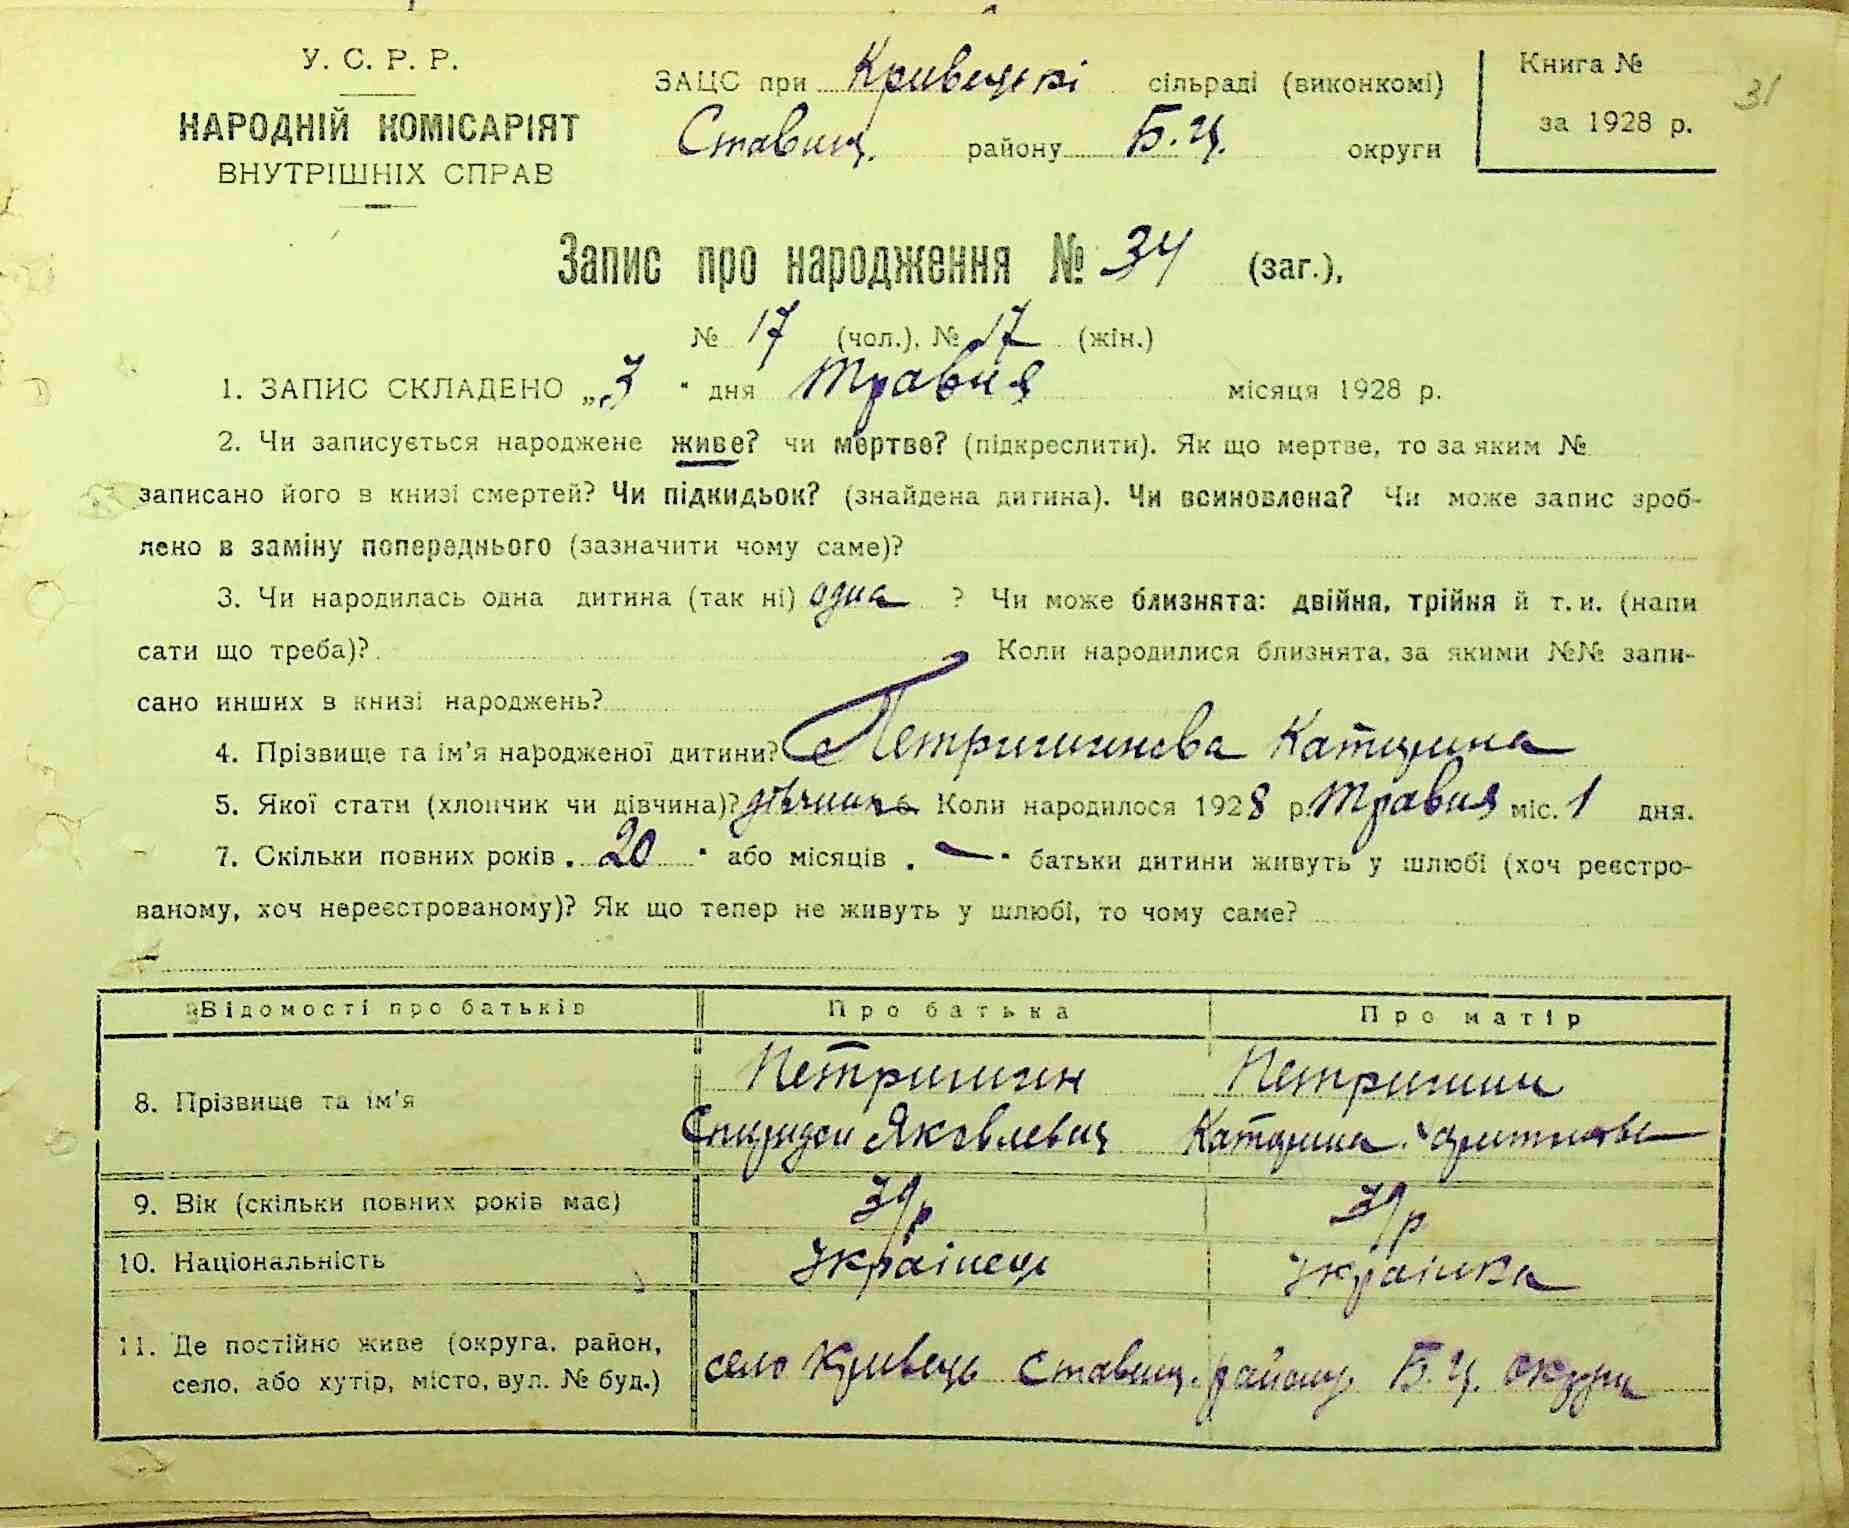 У. С. Р. Р.
НАРОДНІЙ КОМІСАРІЯТ
ВНУТРІШНІХ СПРАВ
ЗАЦС при Кривецькі сільраді (виконкомі)
Ставищ. району Б.Ц. округи
Книга №
за 1928 р.
31
Запис про народження № 34 (заг.),
№ 17 (чол.), № 17 (жін.)
1. ЗАПИС СКЛАДЕНО „3" дня травня місяця 1928 р.
2. Чи записується народжене живе? чи мертве? (підкреслити). Як що мертве, то за яким №
записано його в книзі смертей? Чи підкидьок? (знайдена дитина). Чи всиновлена? Чи може запис зроб-
лено в заміну попереднього (зазначити чому саме)?
3. Чи народилась одна дитина (так ні) одна ? Чи може близнята: двійня, трійня й т. и. (напи
сати що треба)? Коли народилися близнята, за якими №№ запи-
сано инших в книзі народжень?
4. Прізвище та ім'я народженої дитини? Петришинова Катерина
5. Якої стати (хлопчик чи дівчина)? дівчина 6. Коли народилося 1928 р. травня міс. 1 дня.
7. Скільки повних років „ 20 " або місяців „ — " батьки дитини живуть у шлюбі (хоч реєстро-
ваному, хоч нереєстрованому)? Як що тепер не живуть у шлюбі, то чому саме?
–
Відомості про батьків Про батька Про матір
8. Прізвище та ім'я Петришин Петришин
Спиридон Яковлевич Катерина
9. Вік (скільки повних років має) 39 р 39 р
10. Національність Українець Українка
11. Де постійно живе (округа, район,
село, або хутір, місто, вул. № буд.) село Кривець Ставищ. району Б.Ц. округи